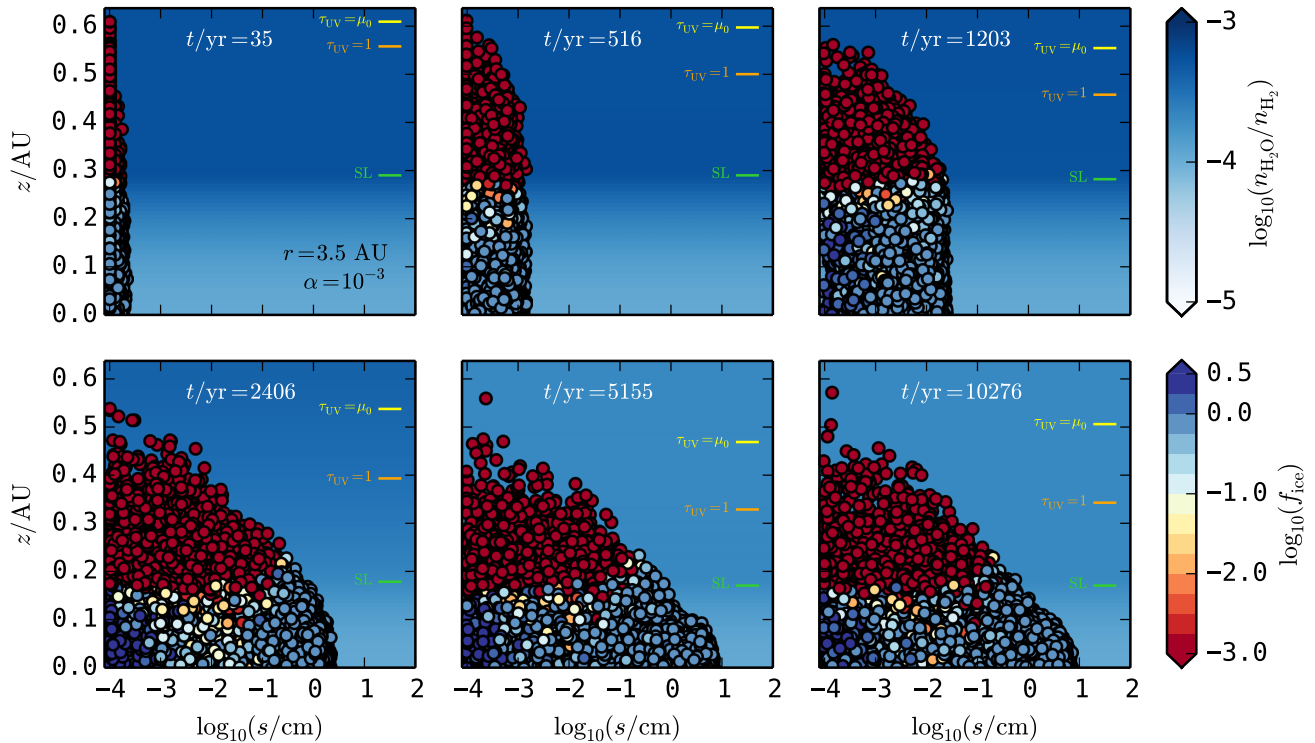 t/yr=35
τUV=μ0
τUV=1
SL
r=3.5 AU
α=10−3
z/AU
0.6
0.5
0.4
0.3
0.2
0.1
0.0
t/yr=516
τUV=μ0
τUV=1
SL
t/yr=1203
τUV=μ0
τUV=1
SL
−3
−4
−5
log10(nH2O/nH2)
t/yr=2406
τUV=μ0
τUV=1
SL
z/AU
0.6
0.5
0.4
0.3
0.2
0.1
0.0
−4 −3 −2 −1 0 1 2
log10(s/cm)
t/yr=5155
τUV=μ0
τUV=1
SL
−4 −3 −2 −1 0 1 2
log10(s/cm)
t/yr=10276
τUV=μ0
τUV=1
SL
−4 −3 −2 −1 0 1 2
log10(s/cm)
0.5
0.0
−1.0
−2.0
−3.0
log10(fice)